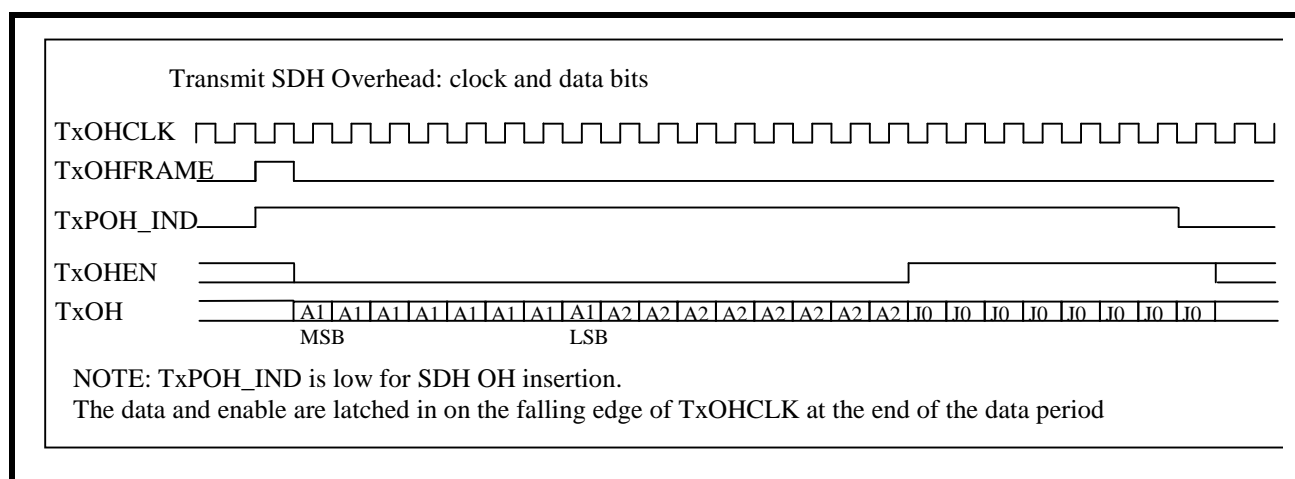 Transmit SDH Overhead: clock and data bits
TxOHCLK
TxOHFRAME
TxPOH_IND
TxOHEN
TxOH A1 A1 A1 A1 A1 A1 A1 A1 A2 A2 A2 A2 A2 A2 A2 A2 J0 J0 J0 J0 J0 J0 J0 J0
MSB LSB
NOTE: TxPOH_IND is low for SDH OH insertion.
The data and enable are latched in on the falling edge of TxOHCLK at the end of the data period